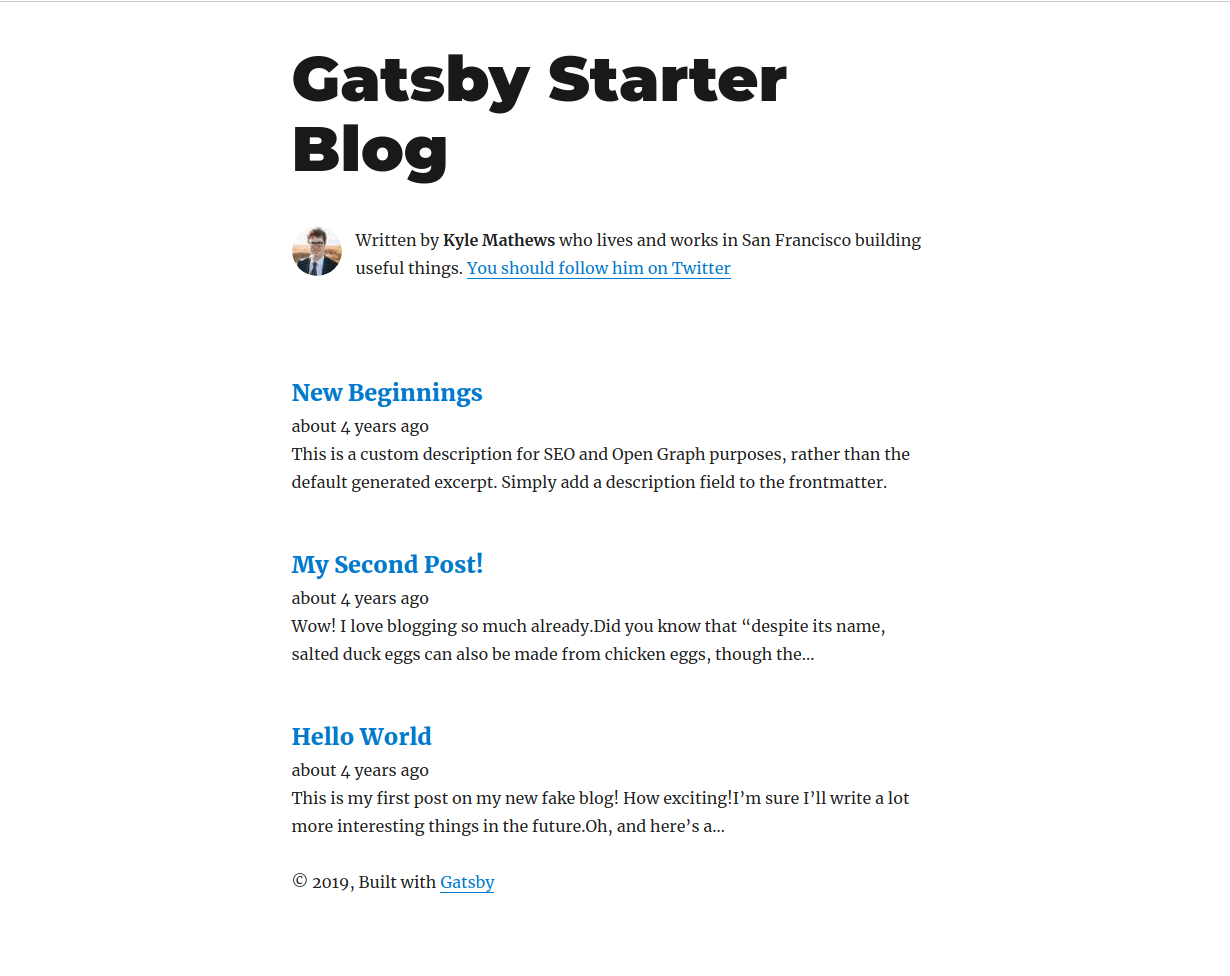 Gatsby Starter
Blog
Written by Kyle Mathews who lives and works in San Francisco building
useful things. You should follow him on Twitter
New Beginnings
about 4 years ago
This is a custom description for SEO and Open Graph purposes, rather than the
default generated excerpt. Simply add a description field to the frontmatter.
My Second Post!
about 4 years ago
Wow! I love blogging so much already.Did you know that “despite its name,
salted duck eggs can also be made from chicken eggs, though the…
Hello World
about 4 years ago
This is my first post on my new fake blog! How exciting!I’m sure I’ll write a lot
more interesting things in the future.Oh, and here’s a…
© 2019, Built with Gatsby